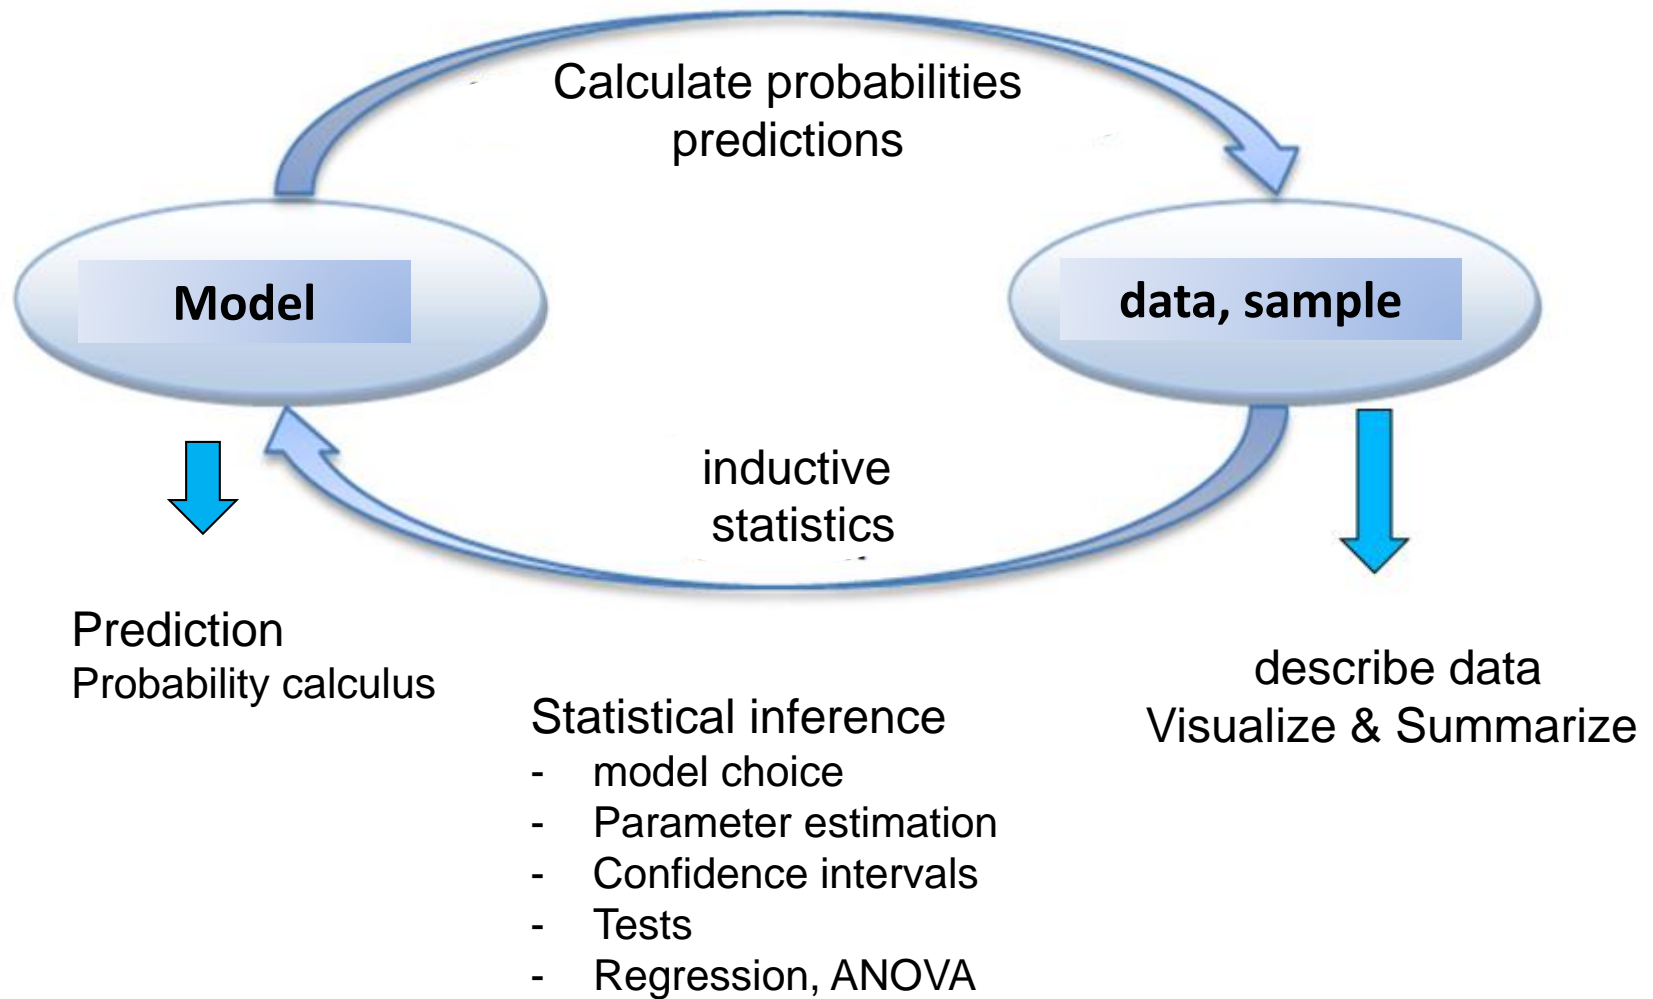 Calculate probabilities
predictions
Model
data, sample
inductive
statistics
Prediction
Probability calculus
describe data
Visualize & Summarize
Statistical inference
- model choice
- Parameter estimation
- Confidence intervals
- Tests
- Regression, ANOVA